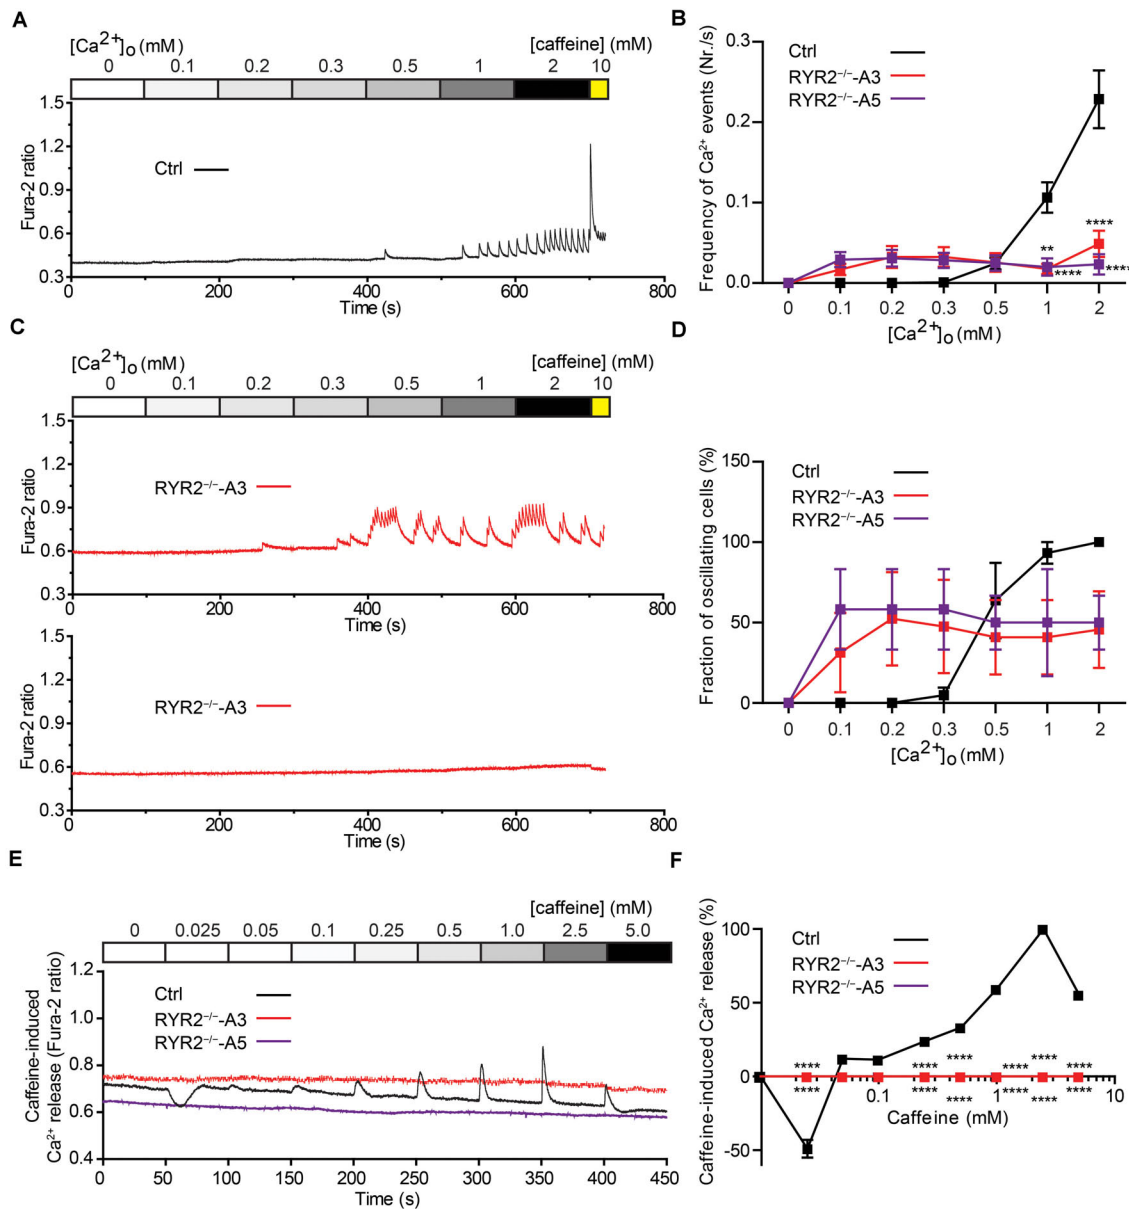 A
[Ca2+]o (mM) [caffeine] (mM)
0 0.1 0.2 0.3 0.5 1 2 10
1.5
1.2
0.9
0.6
0.3
Fura-2 ratio
Ctrl
0 200 400 600 800
Time (s)
B
Frequency of Ca2+ events (Nr./s)
0.3
0.2
0.1
0.0
Ctrl
RYR2−/−-A3
RYR2−/−-A5
**
****
****
****
0 0.1 0.2 0.3 0.5 1 2
[Ca2+]o (mM)
C
[Ca2+]o (mM) [caffeine] (mM)
0 0.1 0.2 0.3 0.5 1 2 10
1.5
1.2
0.9
0.6
0.3
Fura-2 ratio
RYR2−/−-A3
0 200 400 600 800
Time (s)
1.5
1.2
0.9
0.6
0.3
Fura-2 ratio
RYR2−/−-A3
0 200 400 600 800
Time (s)
D
Fraction of oscillating cells (%)
150
100
50
0
Ctrl
RYR2−/−-A3
RYR2−/−-A5
0 0.1 0.2 0.3 0.5 1 2
[Ca2+]o (mM)
E
[caffeine] (mM)
0 0.025 0.05 0.1 0.25 0.5 1.0 2.5 5.0
Caffeine-induced
Ca2+ release (Fura-2 ratio)
1.2
1.0
0.8
0.6
0.4
Ctrl
RYR2−/−-A3
RYR2−/−-A5
0 50 100 150 200 250 300 350 400 450
Time (s)
F
Caffeine-induced Ca2+ release (%)
100
50
0
-50
Ctrl
RYR2−/−-A3
RYR2−/−-A5
**** **** **** **** **** ****
**** **** **** **** **** ****
0.1 1 10
Caffeine (mM)